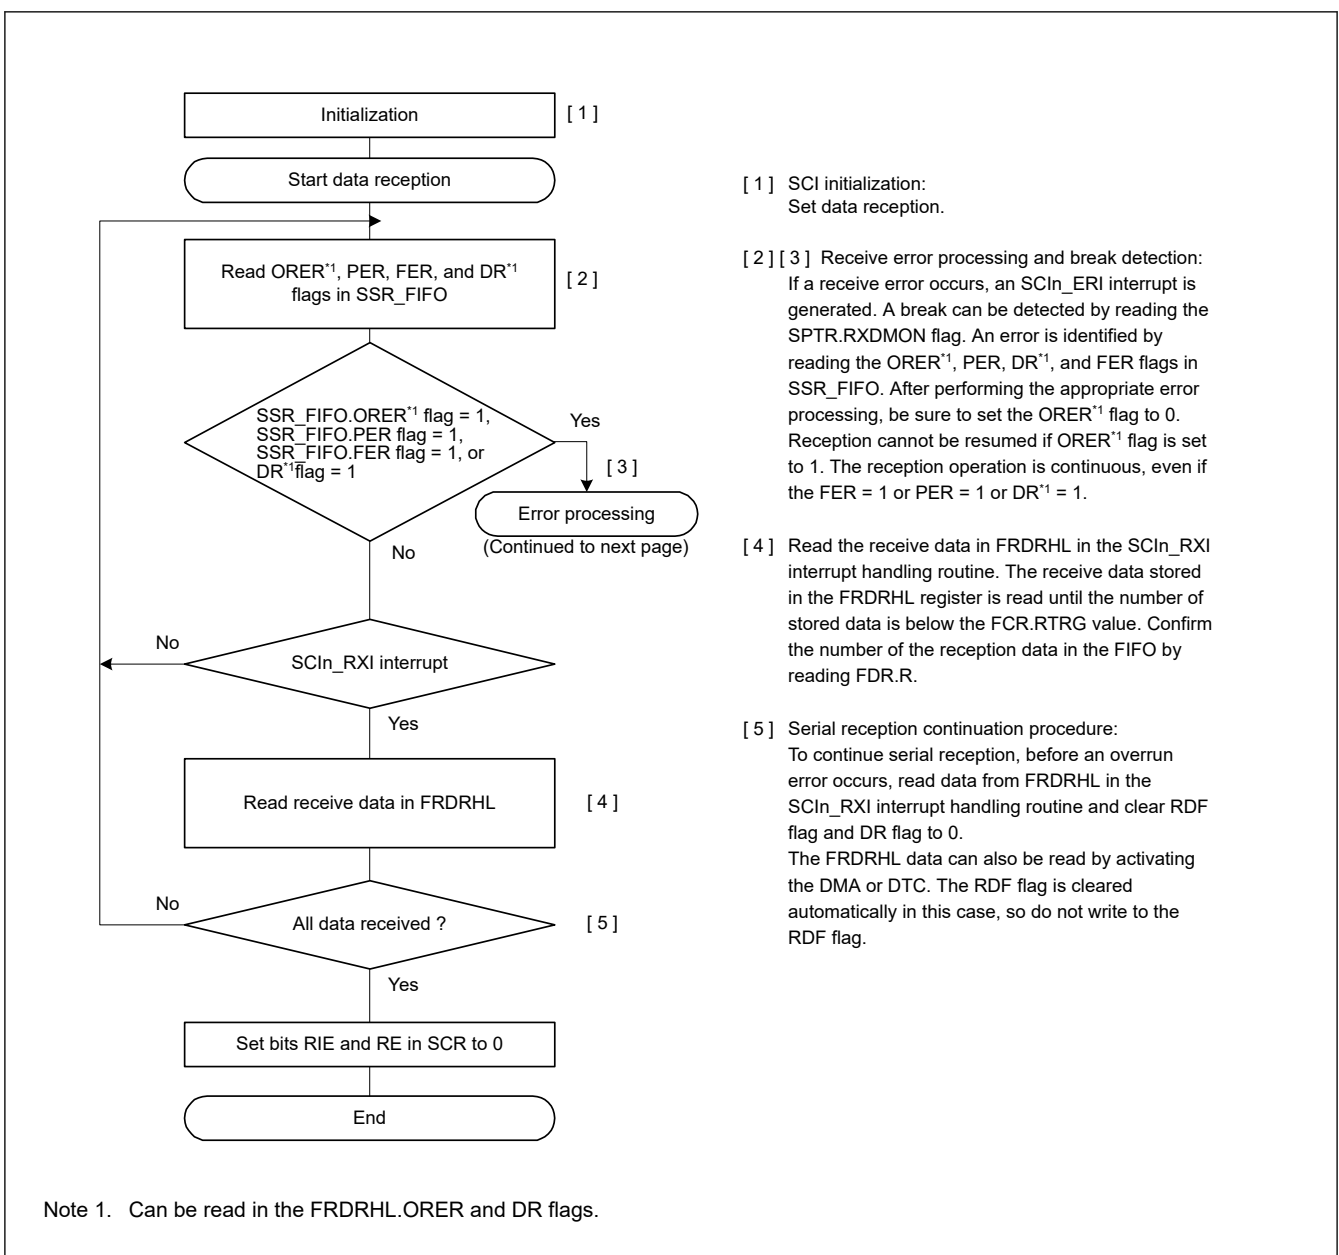 Initialization
[ 1 ]
Start data reception
Read ORER*1, PER, FER, and DR*1
flags in SSR_FIFO
[ 2 ]
SSR_FIFO.ORER*1 flag = 1,
SSR_FIFO.PER flag = 1,
SSR_FIFO.FER flag = 1, or
DR*1flag = 1
Yes
[ 3 ]
Error processing
(Continued to next page)
No
No
SCIn_RXI interrupt
Yes
Read receive data in FRDRHL
[ 4 ]
No
All data received ?
[ 5 ]
Yes
Set bits RIE and RE in SCR to 0
End
[ 1 ] SCI initialization:
Set data reception.
[ 2 ] [ 3 ] Receive error processing and break detection:
If a receive error occurs, an SCIn_ERI interrupt is
generated. A break can be detected by reading the
SPTR.RXDMON flag. An error is identified by
reading the ORER*1, PER, DR*1, and FER flags in
SSR_FIFO. After performing the appropriate error
processing, be sure to set the ORER*1 flag to 0.
Reception cannot be resumed if ORER*1 flag is set
to 1. The reception operation is continuous, even if
the FER = 1 or PER = 1 or DR*1 = 1.
[ 4 ] Read the receive data in FRDRHL in the SCIn_RXI
interrupt handling routine. The receive data stored
in the FRDRHL register is read until the number of
stored data is below the FCR.RTRG value. Confirm
the number of the reception data in the FIFO by
reading FDR.R.
[ 5 ] Serial reception continuation procedure:
To continue serial reception, before an overrun
error occurs, read data from FRDRHL in the
SCIn_RXI interrupt handling routine and clear RDF
flag and DR flag to 0.
The FRDRHL data can also be read by activating
the DMA or DTC. The RDF flag is cleared
automatically in this case, so do not write to the
RDF flag.
Note 1. Can be read in the FRDRHL.ORER and DR flags.